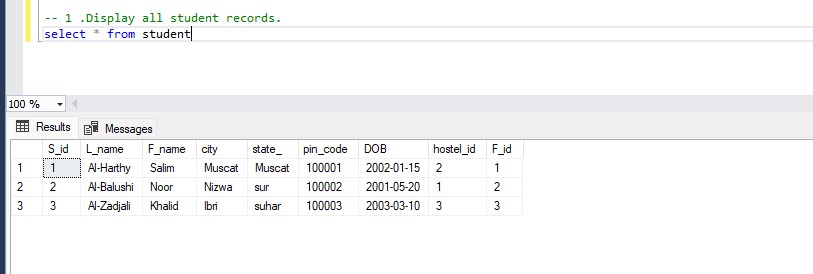 -- 1 .Display all student records.
select * from student
100 %
Results Messages
S_id L_name F_name city state_ pin_code DOB hostel_id F_id
1 1 Al-Harthy Salim Muscat Muscat 100001 2002-01-15 2 1
2 2 Al-Balushi Noor Nizwa sur 100002 2001-05-20 1 2
3 3 Al-Zadjali Khalid Ibri suhar 100003 2003-03-10 3 3